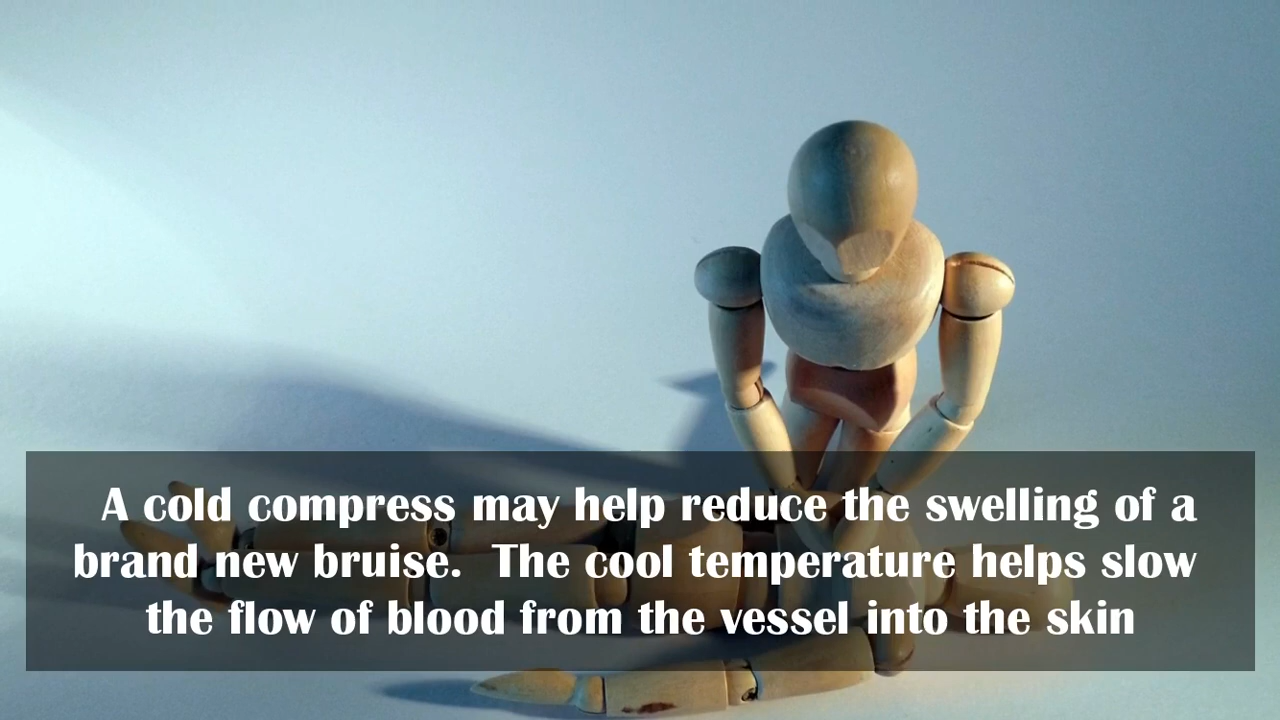 A cold compress may help reduce the swelling of a
brand new bruise.  The cool temperature helps slow
the flow of blood from the vessel into the skin